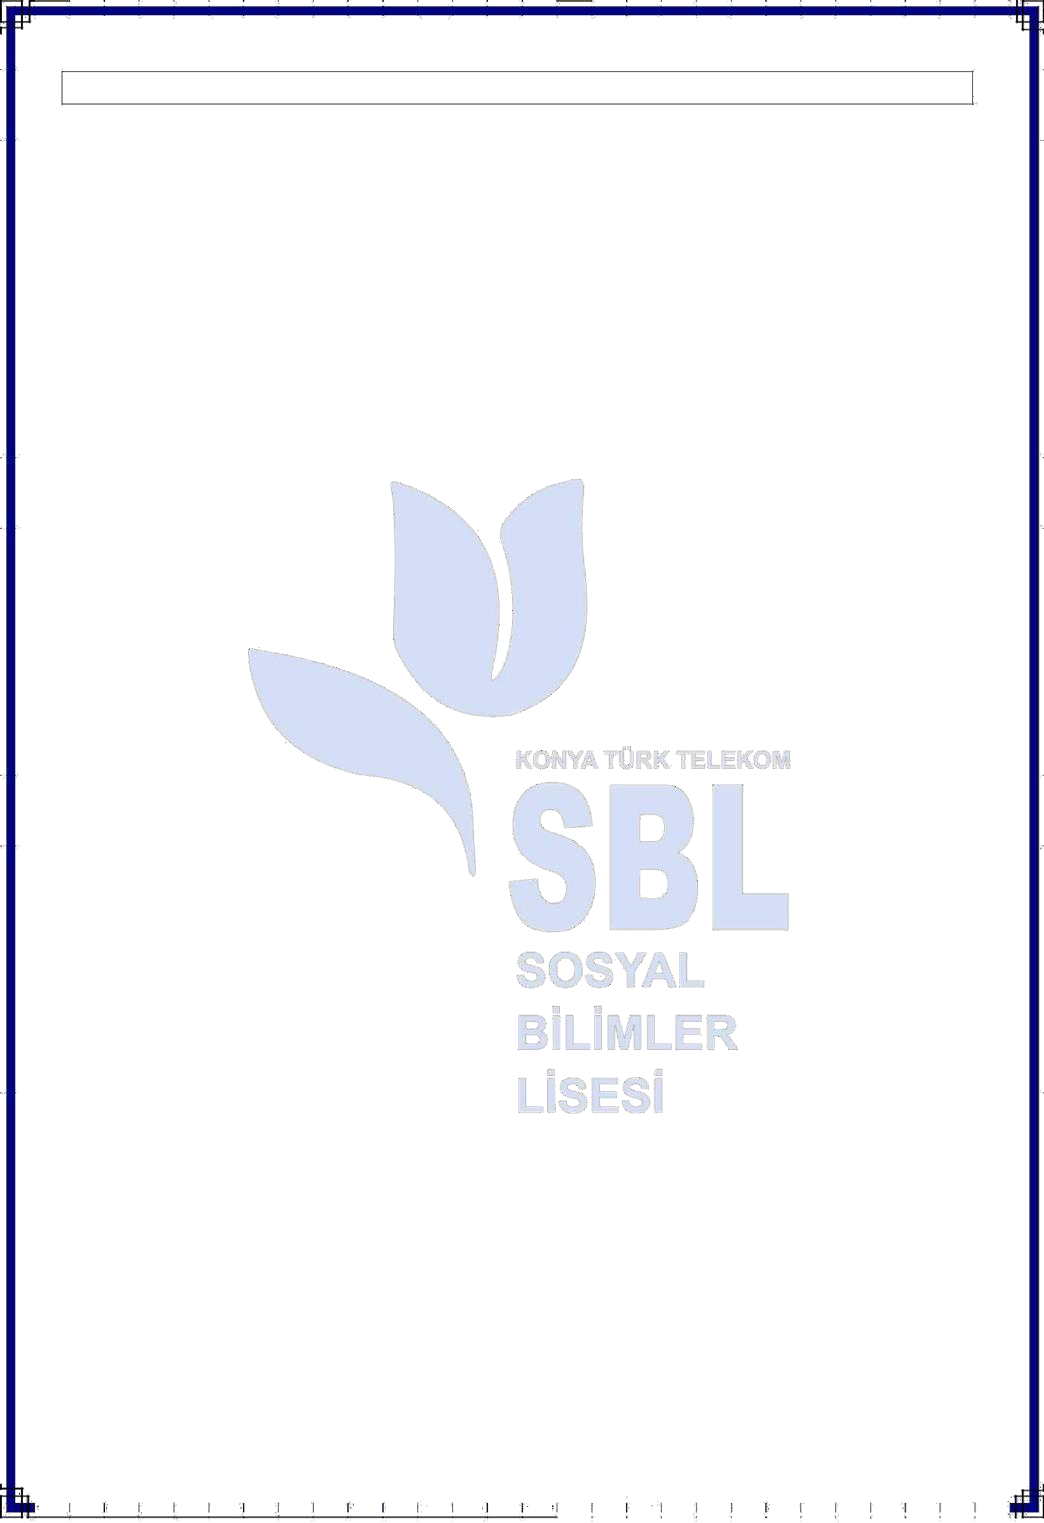 KONYA TÜRK TELEKOM
SBL
SOSYAL
BİLİMLER
LİSESİ